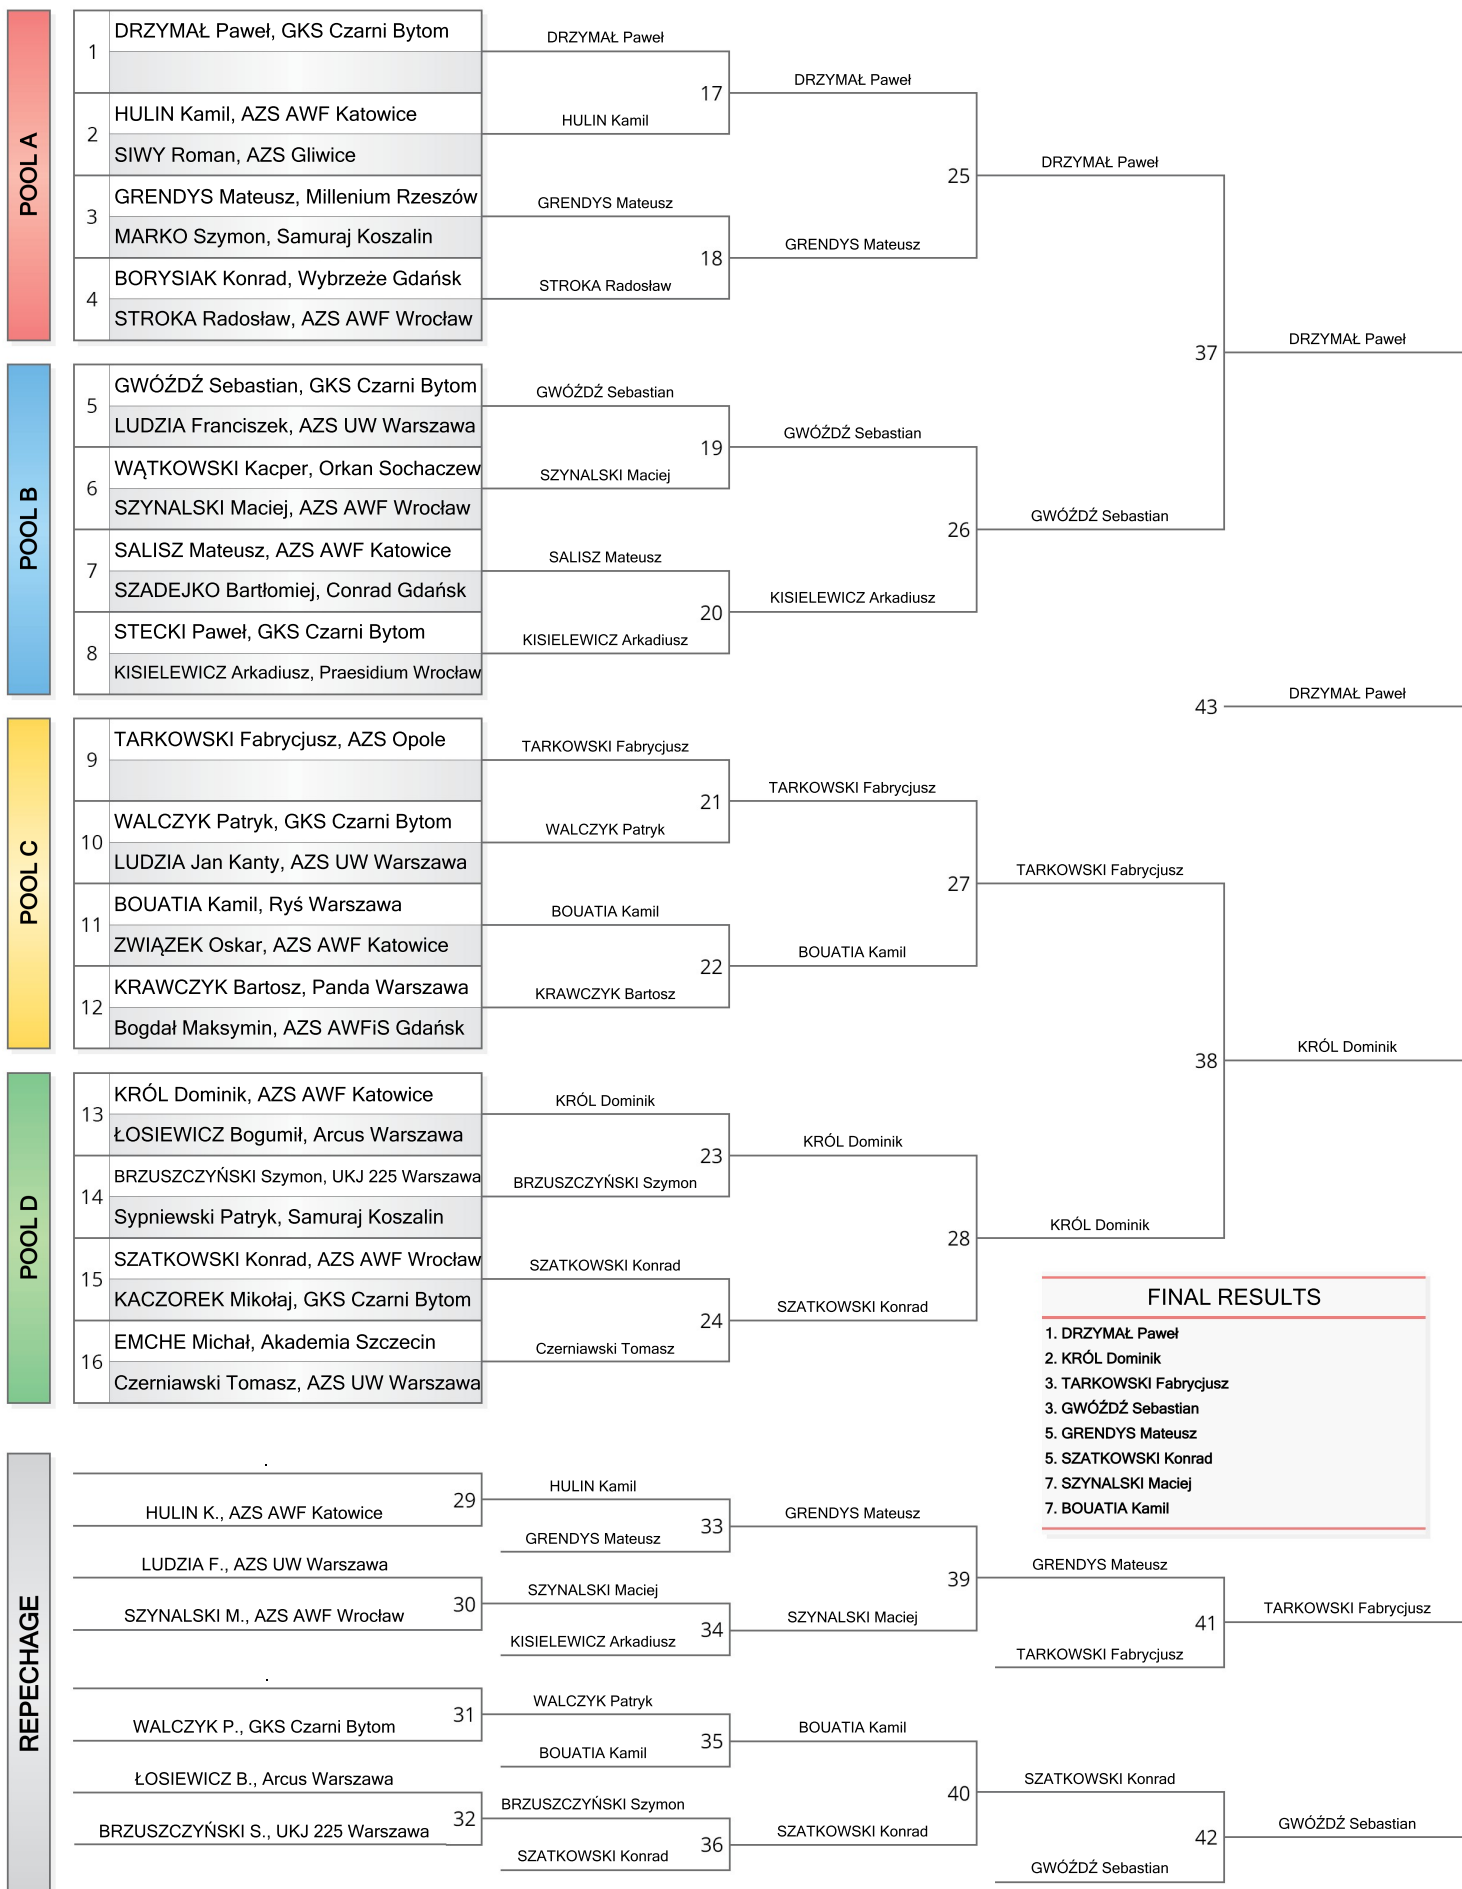 POOL A
1
DRZYMAŁ Paweł, GKS Czarni Bytom
2
HULIN Kamil, AZS AWF Katowice
SIWY Roman, AZS Gliwice
3
GRENDYS Mateusz, Millenium Rzeszów
MARKO Szymon, Samuraj Koszalin
4
BORYSIAK Konrad, Wybrzeże Gdańsk
STROKA Radosław, AZS AWF Wrocław
DRZYMAŁ Paweł
17
HULIN Kamil
GRENDYS Mateusz
18
STROKA Radosław
DRZYMAŁ Paweł
25
GRENDYS Mateusz
DRZYMAŁ Paweł
POOL B
5
GWÓŹDŹ Sebastian, GKS Czarni Bytom
LUDZIA Franciszek, AZS UW Warszawa
6
WĄTKOWSKI Kacper, Orkan Sochaczew
SZYNALSKI Maciej, AZS AWF Wrocław
7
SALISZ Mateusz, AZS AWF Katowice
SZADEJKO Bartłomiej, Conrad Gdańsk
8
STECKI Paweł, GKS Czarni Bytom
KISIELEWICZ Arkadiusz, Praesidium Wrocław
GWÓŹDŹ Sebastian
19
SZYNALSKI Maciej
SALISZ Mateusz
20
KISIELEWICZ Arkadiusz
GWÓŹDŹ Sebastian
26
KISIELEWICZ Arkadiusz
GWÓŹDŹ Sebastian
37
DRZYMAŁ Paweł
43
DRZYMAŁ Paweł
POOL C
9
TARKOWSKI Fabrycjusz, AZS Opole
10
WALCZYK Patryk, GKS Czarni Bytom
LUDZIA Jan Kanty, AZS UW Warszawa
11
BOUATIA Kamil, Ryś Warszawa
ZWIĄZEK Oskar, AZS AWF Katowice
12
KRAWCZYK Bartosz, Panda Warszawa
Bogdał Maksymin, AZS AWFiS Gdańsk
TARKOWSKI Fabrycjusz
21
WALCZYK Patryk
BOUATIA Kamil
22
KRAWCZYK Bartosz
TARKOWSKI Fabrycjusz
27
BOUATIA Kamil
TARKOWSKI Fabrycjusz
38
KRÓL Dominik
POOL D
13
KRÓL Dominik, AZS AWF Katowice
ŁOSIEWICZ Bogumił, Arcus Warszawa
14
BRZUSZCZYŃSKI Szymon, UKJ 225 Warszawa
Sypniewski Patryk, Samuraj Koszalin
15
SZATKOWSKI Konrad, AZS AWF Wrocław
KACZOREK Mikołaj, GKS Czarni Bytom
16
EMCHE Michał, Akademia Szczecin
Czerniawski Tomasz, AZS UW Warszawa
KRÓL Dominik
23
BRZUSZCZYŃSKI Szymon
SZATKOWSKI Konrad
24
Czerniawski Tomasz
KRÓL Dominik
28
SZATKOWSKI Konrad
KRÓL Dominik
FINAL RESULTS
1. DRZYMAŁ Paweł
2. KRÓL Dominik
3. TARKOWSKI Fabrycjusz
3. GWÓŹDŹ Sebastian
5. GRENDYS Mateusz
5. SZATKOWSKI Konrad
7. SZYNALSKI Maciej
7. BOUATIA Kamil
REPECHAGE
.
29
HULIN K., AZS AWF Katowice
LUDZIA F., AZS UW Warszawa
30
SZYNALSKI M., AZS AWF Wrocław
.
31
WALCZYK P., GKS Czarni Bytom
ŁOSIEWICZ B., Arcus Warszawa
32
BRZUSZCZYŃSKI S., UKJ 225 Warszawa
HULIN Kamil
33
GRENDYS Mateusz
SZYNALSKI Maciej
34
KISIELEWICZ Arkadiusz
WALCZYK Patryk
35
BOUATIA Kamil
BRZUSZCZYŃSKI Szymon
36
SZATKOWSKI Konrad
GRENDYS Mateusz
39
SZYNALSKI Maciej
BOUATIA Kamil
40
SZATKOWSKI Konrad
GRENDYS Mateusz
41
TARKOWSKI Fabrycjusz
SZATKOWSKI Konrad
42
GWÓŹDŹ Sebastian
TARKOWSKI Fabrycjusz
GWÓŹDŹ Sebastian